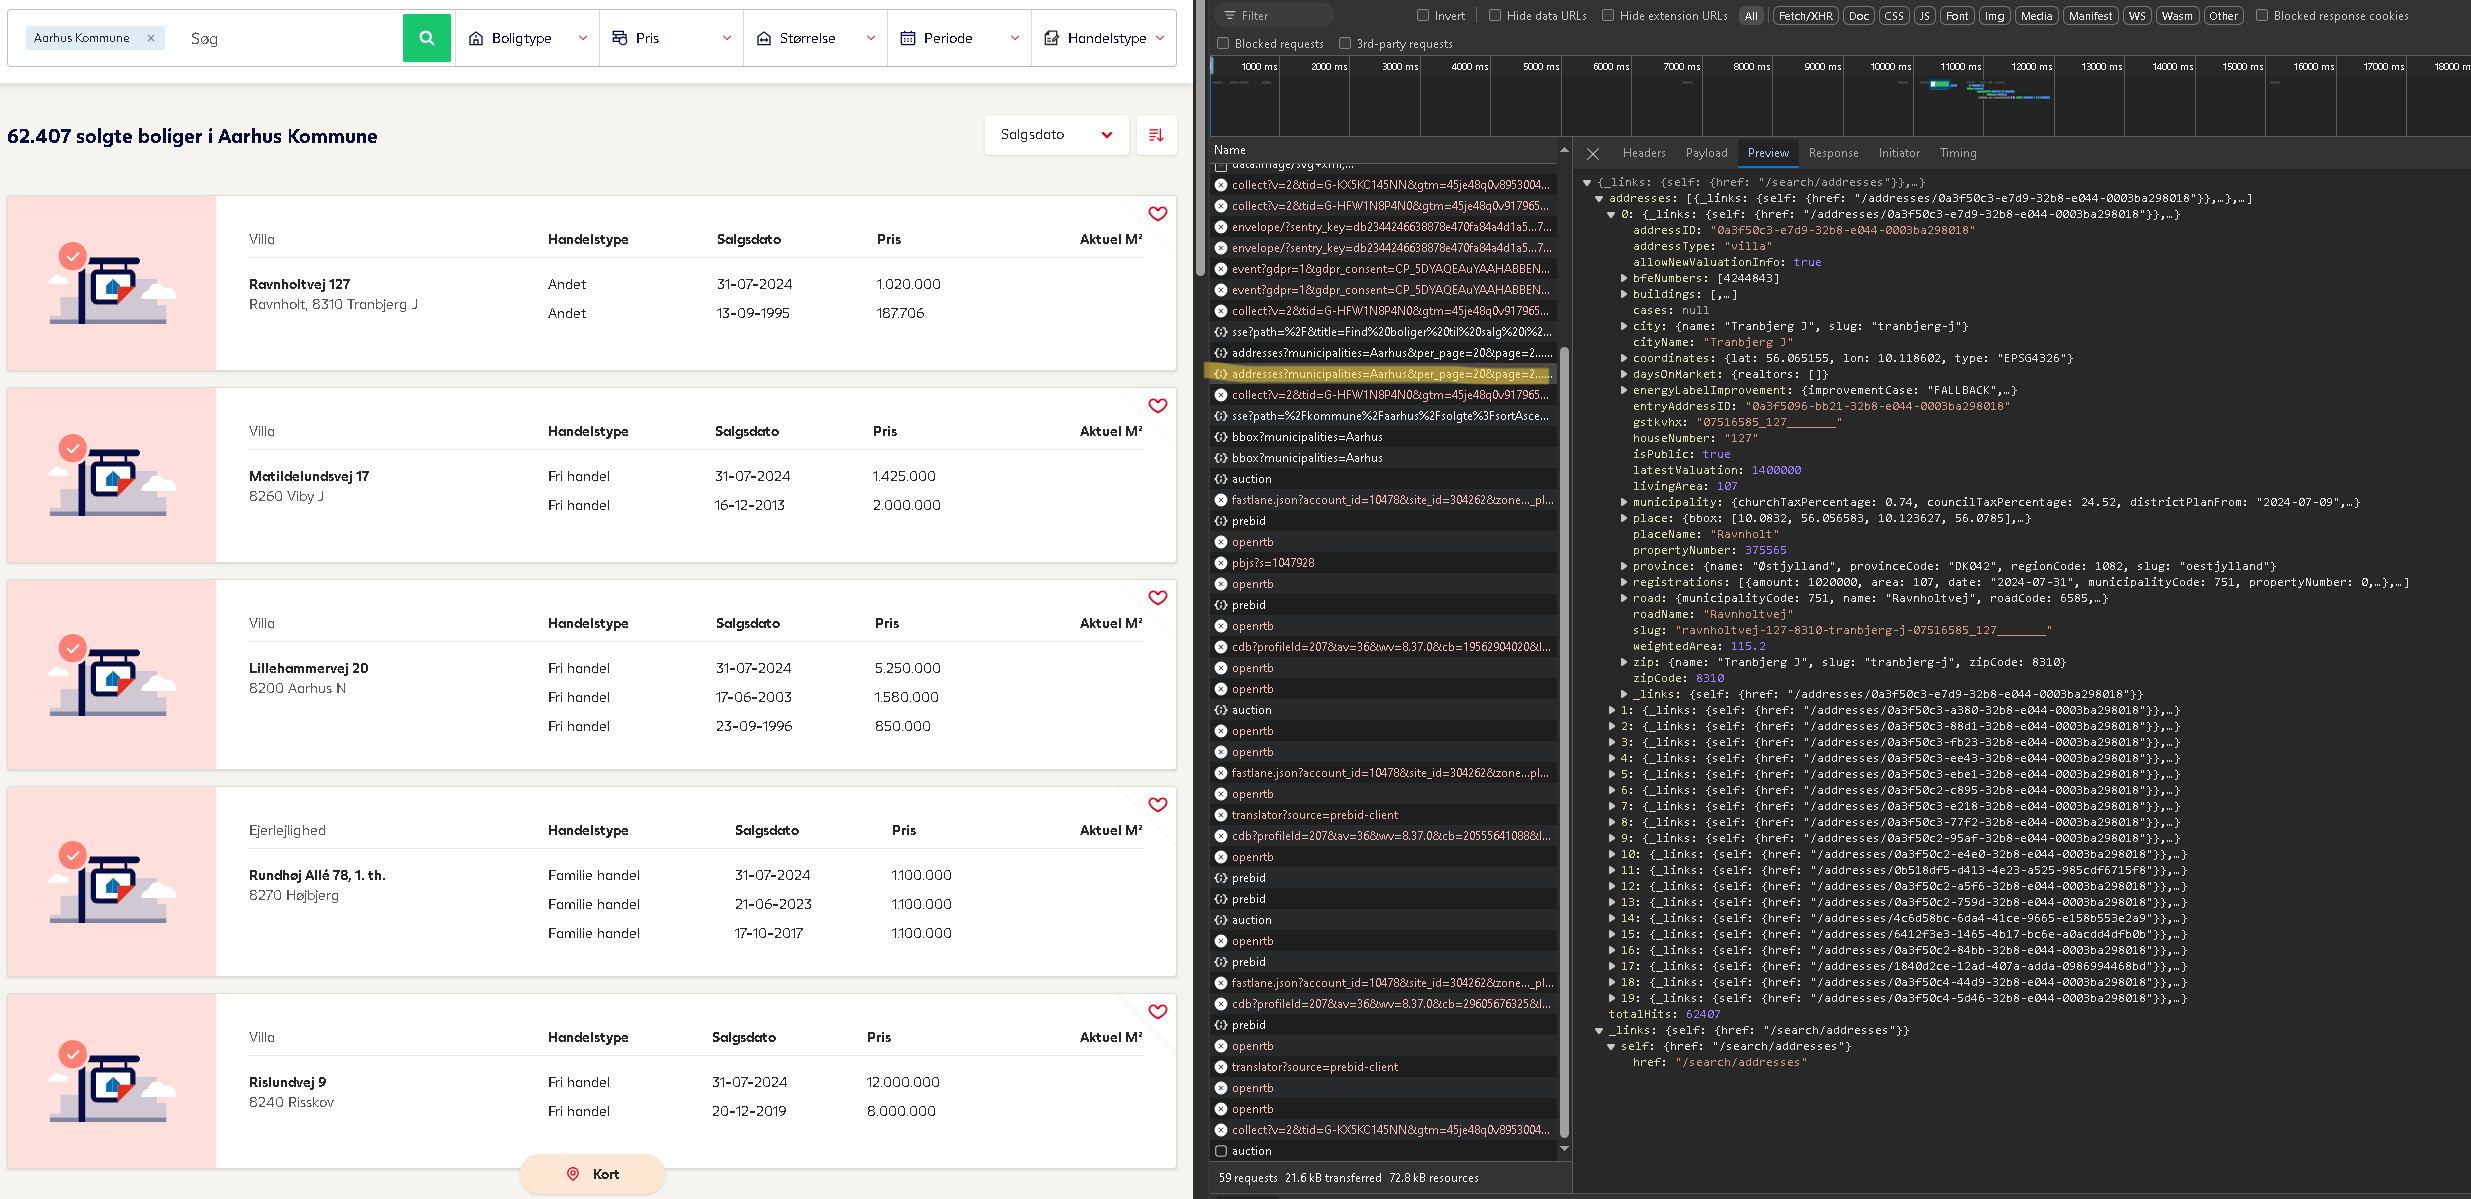 Aarhus Kommune × Søg Boligtype Pris Størrelse Periode Handelstype
62.407 solgte boliger i Aarhus Kommune
Salgsdato
Villa Handelstype Salgsdato Pris Aktuel M²
Ravnholtvej 127 Andet 31-07-2024 1.020.000
Ravnholt, 8310 Tranbjerg J
Andet 13-09-1995 187.706
Villa Handelstype Salgsdato Pris Aktuel M²
Matildelundsvej 17 Fri handel 31-07-2024 1.425.000
8260 Viby J
Fri handel 16-12-2013 2.000.000
Villa Handelstype Salgsdato Pris Aktuel M²
Lillehammervej 20 Fri handel 31-07-2024 5.250.000
8200 Aarhus N
Fri handel 17-06-2003 1.580.000
Fri handel 23-09-1996 850.000
Ejerlejlighed Handelstype Salgsdato Pris Aktuel M²
Rundhøj Allé 78, 1. th. Familie handel 31-07-2024 1.100.000
8270 Højbjerg
Familie handel 21-06-2023 1.100.000
Familie handel 17-10-2017 1.100.000
Villa Handelstype Salgsdato Pris Aktuel M²
Rislundvej 9 Fri handel 31-07-2024 12.000.000
8240 Risskov
Fri handel 20-12-2019 8.000.000
Kort
Filter Invert Hide data URLs Hide extension URLs All Fetch/XHR Doc CSS JS Font Img Media Manifest WS Wasm Other Blocked response cookies
Blocked requests 3rd-party requests
1000 ms 2000 ms 3000 ms 4000 ms 5000 ms 6000 ms 7000 ms 8000 ms 9000 ms 10000 ms 11000 ms 12000 ms 13000 ms 14000 ms 15000 ms 16000 ms 17000 ms 18000 m
Name
data:image/svg+xml,...
collect?v=2&tid=G-KX5KC145NN&gtm=45je48q0v8953004...
collect?v=2&tid=G-HFW1N8P4N0&gtm=45je48q0v917965...
envelope/?sentry_key=db2344246638878e470fa84a4d1a5...7...
envelope/?sentry_key=db2344246638878e470fa84a4d1a5...7...
event?gdpr=1&gdpr_consent=CP_5DYAQEAuYAAHABBEN...
event?gdpr=1&gdpr_consent=CP_5DYAQEAuYAAHABBEN...
collect?v=2&tid=G-HFW1N8P4N0&gtm=45je48q0v917965...
sse?path=%2F&title=Find%20boliger%20til%20salg%20i%2...
addresses?municipalities=Aarhus&per_page=20&page=2......
addresses?municipalities=Aarhus&per_page=20&page=2......
collect?v=2&tid=G-HFW1N8P4N0&gtm=45je48q0v917965...
sse?path=%2Fkommune%2Faarhus%2Fsolgte%3FsortAsce...
bbox?municipalities=Aarhus
bbox?municipalities=Aarhus
auction
fastlane.json?account_id=10478&site_id=304262&zone..._pl...
prebid
openrtb
pbjs?s=1047928
openrtb
prebid
openrtb
cdb?profileId=207&av=36&wv=8.37.0&cb=19562904020&l...
openrtb
openrtb
auction
openrtb
openrtb
fastlane.json?account_id=10478&site_id=304262&zone...pl...
openrtb
translator?source=prebid-client
cdb?profileId=207&av=36&wv=8.37.0&cb=20555641088&l...
openrtb
prebid
prebid
auction
openrtb
prebid
fastlane.json?account_id=10478&site_id=304262&zone..._pl...
cdb?profileId=207&av=36&wv=8.37.0&cb=29605676325&l...
prebid
openrtb
translator?source=prebid-client
openrtb
openrtb
collect?v=2&tid=G-KX5KC145NN&gtm=45je48q0v8953004...
auction
59 requests 21.6 kB transferred 72.8 kB resources
Headers Payload Preview Response Initiator Timing
{_links: {self: {href: "/search/addresses"}},…}
addresses: [{_links: {self: {href: "/addresses/0a3f50c3-e7d9-32b8-e044-0003ba298018"}},…},…]
0: {_links: {self: {href: "/addresses/0a3f50c3-e7d9-32b8-e044-0003ba298018"}},…}
addressID: "0a3f50c3-e7d9-32b8-e044-0003ba298018"
addressType: "villa"
allowNewValuationInfo: true
bfeNumbers: [4244843]
buildings: [,…]
cases: null
city: {name: "Tranbjerg J", slug: "tranbjerg-j"}
cityName: "Tranbjerg J"
coordinates: {lat: 56.065155, lon: 10.118602, type: "EPSG4326"}
daysOnMarket: {realtors: []}
energyLabelImprovement: {improvementCase: "FALLBACK",…}
entryAddressID: "0a3f5096-bb21-32b8-e044-0003ba298018"
gstkvhx: "07516585_127_______"
houseNumber: "127"
isPublic: true
latestValuation: 1400000
livingArea: 107
municipality: {churchTaxPercentage: 0.74, councilTaxPercentage: 24.52, districtPlanFrom: "2024-07-09",…}
place: {bbox: [10.0832, 56.056583, 10.123627, 56.0785],…}
placeName: "Ravnholt"
propertyNumber: 375565
province: {name: "Østjylland", provinceCode: "DK042", regionCode: 1082, slug: "oestjylland"}
registrations: [{amount: 1020000, area: 107, date: "2024-07-31", municipalityCode: 751, propertyNumber: 0,…},…]
road: {municipalityCode: 751, name: "Ravnholtvej", roadCode: 6585,…}
roadName: "Ravnholtvej"
slug: "ravnholtvej-127-8310-tranbjerg-j-07516585_127_______"
weightedArea: 115.2
zip: {name: "Tranbjerg J", slug: "tranbjerg-j", zipCode: 8310}
zipCode: 8310
_links: {self: {href: "/addresses/0a3f50c3-e7d9-32b8-e044-0003ba298018"}}
1: {_links: {self: {href: "/addresses/0a3f50c3-a380-32b8-e044-0003ba298018"}},…}
2: {_links: {self: {href: "/addresses/0a3f50c3-88d1-32b8-e044-0003ba298018"}},…}
3: {_links: {self: {href: "/addresses/0a3f50c3-fb23-32b8-e044-0003ba298018"}},…}
4: {_links: {self: {href: "/addresses/0a3f50c3-ee43-32b8-e044-0003ba298018"}},…}
5: {_links: {self: {href: "/addresses/0a3f50c3-ebe1-32b8-e044-0003ba298018"}},…}
6: {_links: {self: {href: "/addresses/0a3f50c2-c895-32b8-e044-0003ba298018"}},…}
7: {_links: {self: {href: "/addresses/0a3f50c3-e218-32b8-e044-0003ba298018"}},…}
8: {_links: {self: {href: "/addresses/0a3f50c3-77f2-32b8-e044-0003ba298018"}},…}
9: {_links: {self: {href: "/addresses/0a3f50c2-95af-32b8-e044-0003ba298018"}},…}
10: {_links: {self: {href: "/addresses/0a3f50c2-e4e0-32b8-e044-0003ba298018"}},…}
11: {_links: {self: {href: "/addresses/0b518df5-d413-4e23-a525-985cdf6715f8"}},…}
12: {_links: {self: {href: "/addresses/0a3f50c2-a5f6-32b8-e044-0003ba298018"}},…}
13: {_links: {self: {href: "/addresses/0a3f50c2-759d-32b8-e044-0003ba298018"}},…}
14: {_links: {self: {href: "/addresses/4c6d58bc-6da4-41ce-9665-e158b553e2a9"}},…}
15: {_links: {self: {href: "/addresses/6412f3e3-1465-4b17-bc6e-a0acdd4dfb0b"}},…}
16: {_links: {self: {href: "/addresses/0a3f50c2-84bb-32b8-e044-0003ba298018"}},…}
17: {_links: {self: {href: "/addresses/1840d2ce-12ad-407a-adda-0986994468bd"}},…}
18: {_links: {self: {href: "/addresses/0a3f50c4-44d9-32b8-e044-0003ba298018"}},…}
19: {_links: {self: {href: "/addresses/0a3f50c4-5d46-32b8-e044-0003ba298018"}},…}
totalHits: 62407
_links: {self: {href: "/search/addresses"}}
self: {href: "/search/addresses"}
href: "/search/addresses"